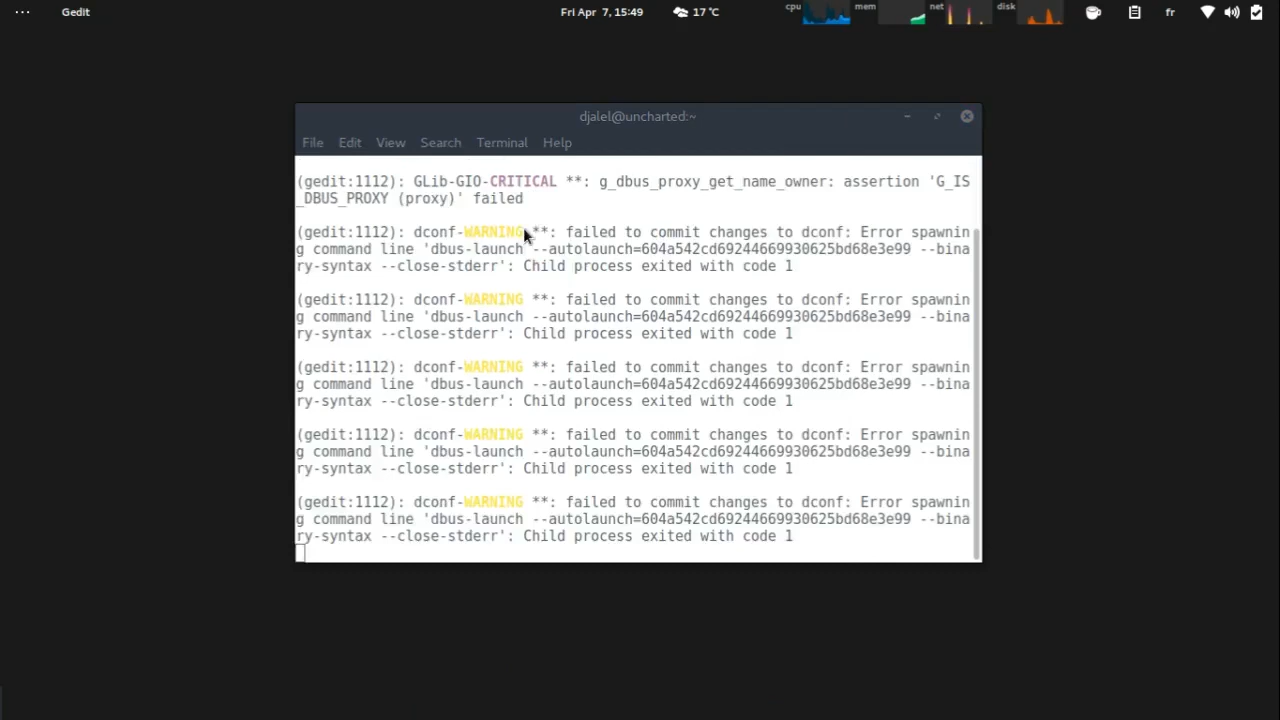 ··· Gedit Fri Apr 7, 15:49 17 °C cpu mem net disk fr
djalel@uncharted:~
File Edit View Search Terminal Help
(gedit:1112): GLib-GIO-CRITICAL **: g_dbus_proxy_get_name_owner: assertion 'G_IS
_DBUS_PROXY (proxy)' failed
(gedit:1112): dconf-WARNING **: failed to commit changes to dconf: Error spawnin
g command line 'dbus-launch --autolaunch=604a542cd69244669930625bd68e3e99 --bina
ry-syntax --close-stderr': Child process exited with code 1
(gedit:1112): dconf-WARNING **: failed to commit changes to dconf: Error spawnin
g command line 'dbus-launch --autolaunch=604a542cd69244669930625bd68e3e99 --bina
ry-syntax --close-stderr': Child process exited with code 1
(gedit:1112): dconf-WARNING **: failed to commit changes to dconf: Error spawnin
g command line 'dbus-launch --autolaunch=604a542cd69244669930625bd68e3e99 --bina
ry-syntax --close-stderr': Child process exited with code 1
(gedit:1112): dconf-WARNING **: failed to commit changes to dconf: Error spawnin
g command line 'dbus-launch --autolaunch=604a542cd69244669930625bd68e3e99 --bina
ry-syntax --close-stderr': Child process exited with code 1
(gedit:1112): dconf-WARNING **: failed to commit changes to dconf: Error spawnin
g command line 'dbus-launch --autolaunch=604a542cd69244669930625bd68e3e99 --bina
ry-syntax --close-stderr': Child process exited with code 1